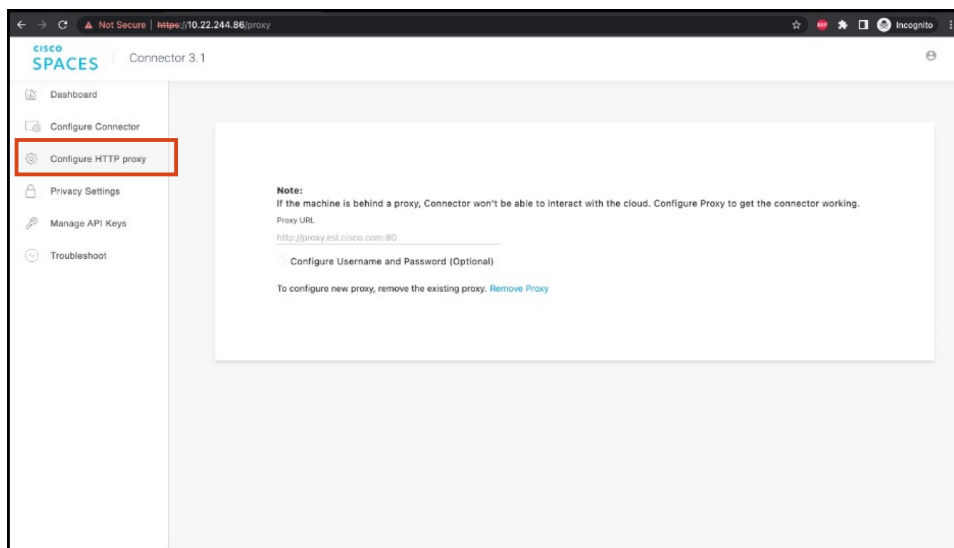 Not Secure | https://10.22.244.86/proxy
Incognito
CISCO
SPACES
Connector 3.1
Dashboard
Configure Connector
Configure HTTP proxy
Privacy Settings
Manage API Keys
Troubleshoot
Note:
If the machine is behind a proxy, Connector won't be able to interact with the cloud. Configure Proxy to get the connector working.
Proxy URL
http://proxy.esl.cisco.com:80
Configure Username and Password (Optional)
To configure new proxy, remove the existing proxy. Remove Proxy